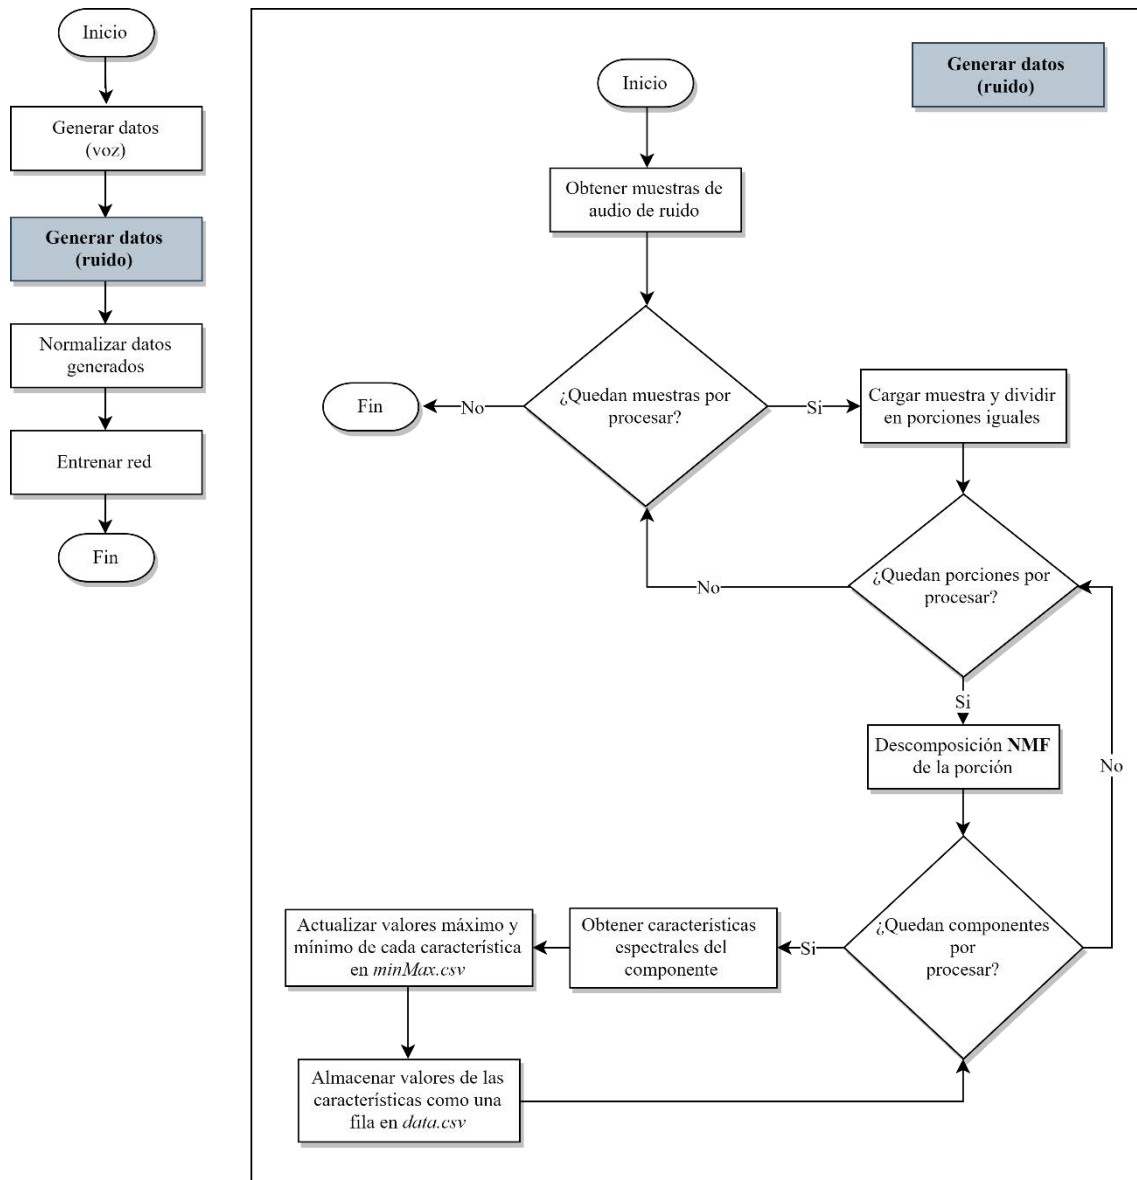 Inicio
Generar datos
(voz)
Generar datos
(ruido)
Normalizar datos
generados
Entrenar red
Fin
Generar datos
(ruido)
Inicio
Obtener muestras de
audio de ruido
¿Quedan muestras por
procesar?
No
Fin
Si
Cargar muestra y dividir
en porciones iguales
¿Quedan porciones por
procesar?
No
Si
Descomposición NMF
de la porción
No
¿Quedan componentes
por
procesar?
Si
Obtener características
espectrales del
componente
Actualizar valores máximo y
mínimo de cada característica
en minMax.csv
Almacenar valores de las
características como una
fila en data.csv